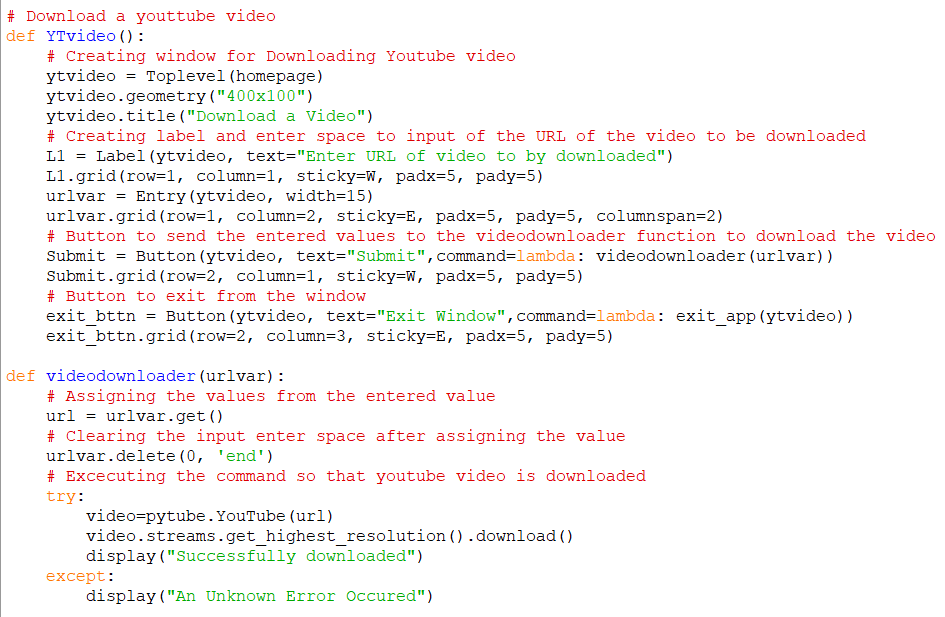 # Download a youttube video
def YTvideo():
    # Creating window for Downloading Youtube video
    ytvideo = Toplevel(homepage)
    ytvideo.geometry("400x100")
    ytvideo.title("Download a Video")
    # Creating label and enter space to input of the URL of the video to be downloaded
    L1 = Label(ytvideo, text="Enter URL of video to by downloaded")
    L1.grid(row=1, column=1, sticky=W, padx=5, pady=5)
    urlvar = Entry(ytvideo, width=15)
    urlvar.grid(row=1, column=2, sticky=E, padx=5, pady=5, columnspan=2)
    # Button to send the entered values to the videodownloader function to download the video
    Submit = Button(ytvideo, text="Submit",command=lambda: videodownloader(urlvar))
    Submit.grid(row=2, column=1, sticky=W, padx=5, pady=5)
    # Button to exit from the window
    exit_bttn = Button(ytvideo, text="Exit Window",command=lambda: exit_app(ytvideo))
    exit_bttn.grid(row=2, column=3, sticky=E, padx=5, pady=5)

def videodownloader(urlvar):
    # Assigning the values from the entered value
    url = urlvar.get()
    # Clearing the input enter space after assigning the value
    urlvar.delete(0, 'end')
    # Excecuting the command so that youtube video is downloaded
    try:
        video=pytube.YouTube(url)
        video.streams.get_highest_resolution().download()
        display("Successfully downloaded")
    except:
        display("An Unknown Error Occured")